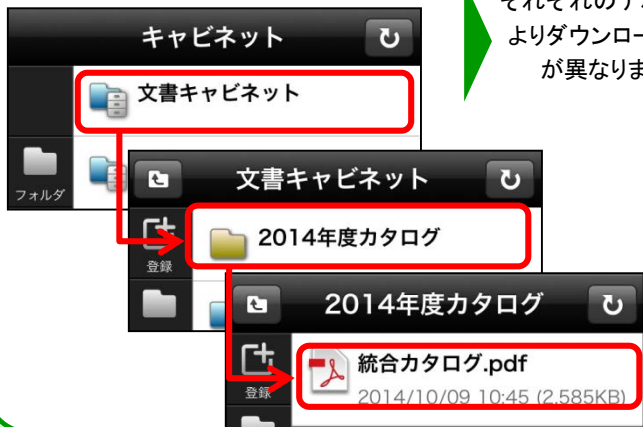 それぞれのデ
よりダウンロー
が異なりま
キャビネット
文書キャビネット
フォルダ
文書キャビネット
登録
2014年度カタログ
2014年度カタログ
登録
統合カタログ.pdf
2014/10/09 10:45 (2,585KB)